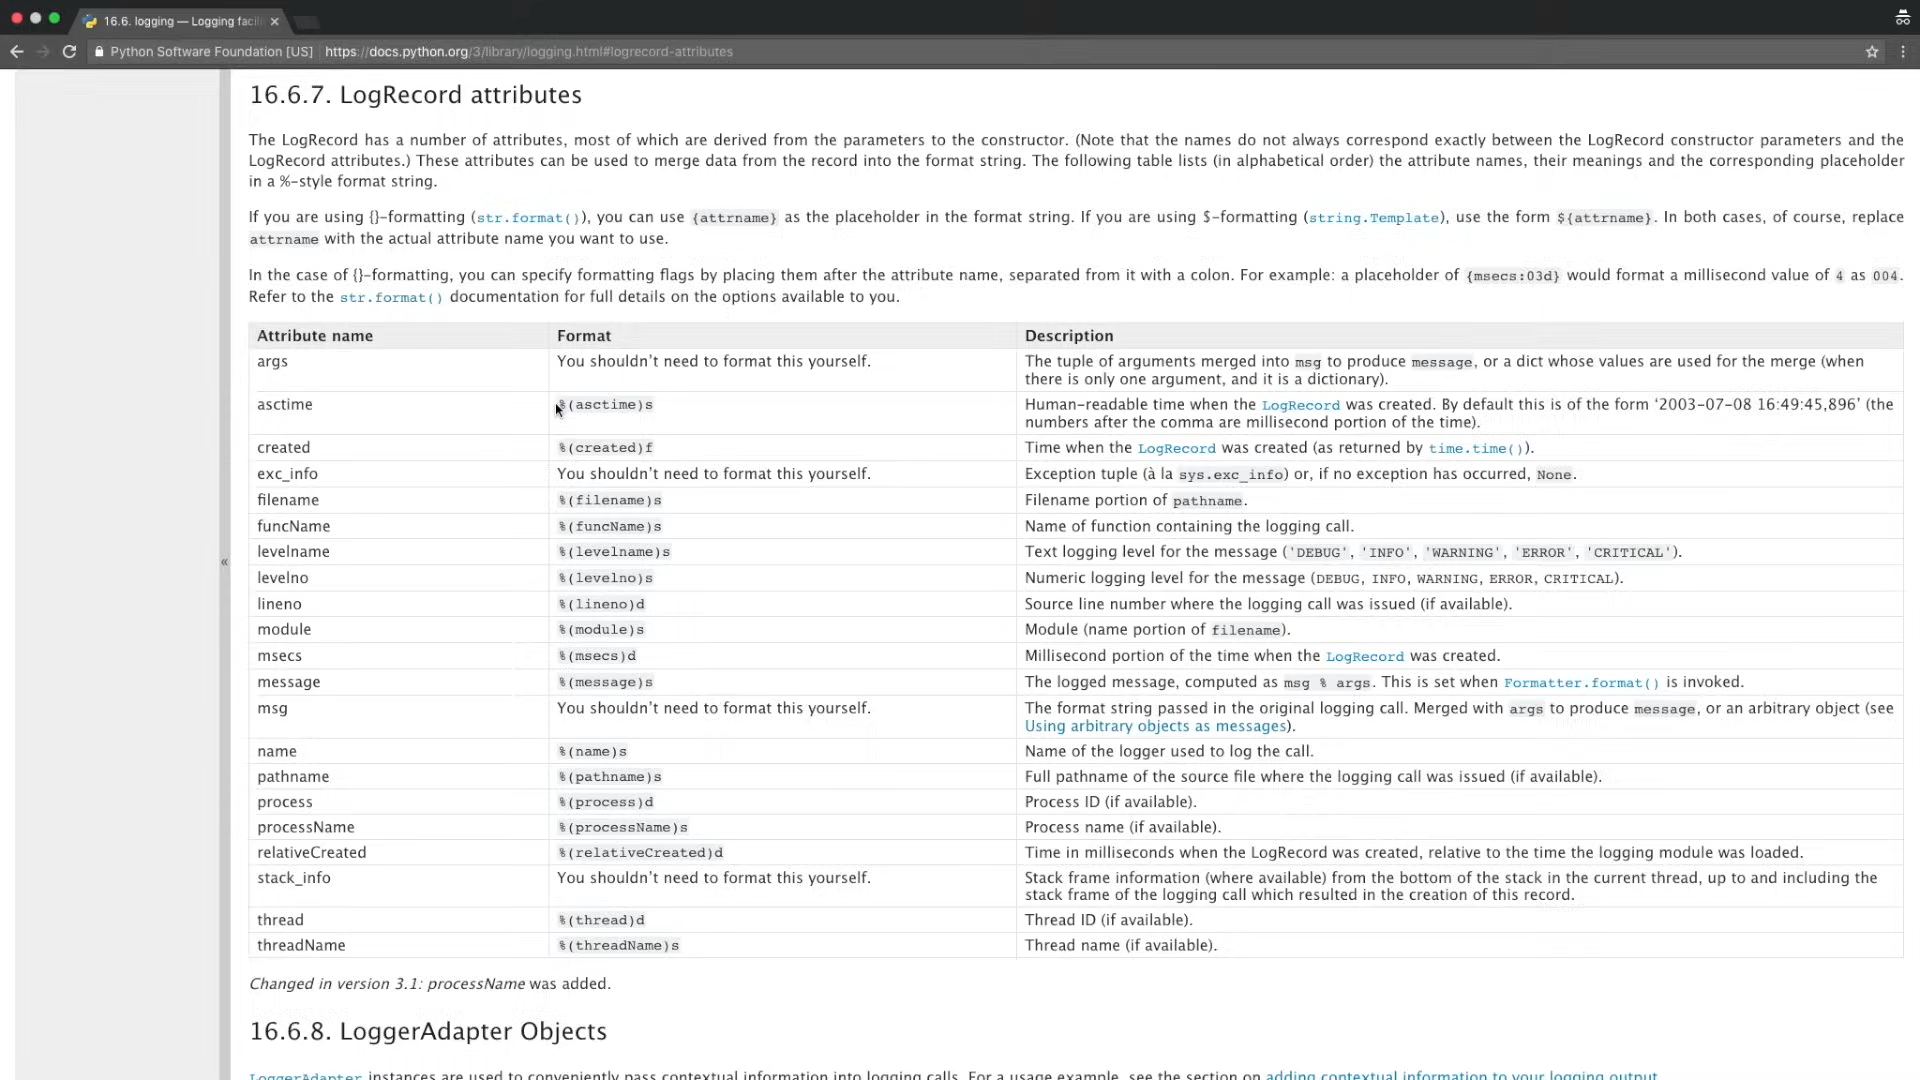 16.6. logging — Logging facil
Python Software Foundation [US] https://docs.python.org/3/library/logging.html#logrecord-attributes
16.6.7. LogRecord attributes
The LogRecord has a number of attributes, most of which are derived from the parameters to the constructor. (Note that the names do not always correspond exactly between the LogRecord constructor parameters and the
LogRecord attributes.) These attributes can be used to merge data from the record into the format string. The following table lists (in alphabetical order) the attribute names, their meanings and the corresponding placeholder
in a %-style format string.
If you are using {}-formatting (str.format()), you can use {attrname} as the placeholder in the format string. If you are using $-formatting (string.Template), use the form ${attrname}. In both cases, of course, replace
attrname with the actual attribute name you want to use.
In the case of {}-formatting, you can specify formatting flags by placing them after the attribute name, separated from it with a colon. For example: a placeholder of {msecs:03d} would format a millisecond value of 4 as 004.
Refer to the str.format() documentation for full details on the options available to you.
Attribute name Format Description
args You shouldn't need to format this yourself. The tuple of arguments merged into msg to produce message, or a dict whose values are used for the merge (when
there is only one argument, and it is a dictionary).
asctime %(asctime)s Human-readable time when the LogRecord was created. By default this is of the form ‘2003-07-08 16:49:45,896’ (the
numbers after the comma are millisecond portion of the time).
created %(created)f Time when the LogRecord was created (as returned by time.time()).
exc_info You shouldn't need to format this yourself. Exception tuple (à la sys.exc_info) or, if no exception has occurred, None.
filename %(filename)s Filename portion of pathname.
funcName %(funcName)s Name of function containing the logging call.
levelname %(levelname)s Text logging level for the message ('DEBUG', 'INFO', 'WARNING', 'ERROR', 'CRITICAL').
«
levelno %(levelno)s Numeric logging level for the message (DEBUG, INFO, WARNING, ERROR, CRITICAL).
lineno %(lineno)d Source line number where the logging call was issued (if available).
module %(module)s Module (name portion of filename).
msecs %(msecs)d Millisecond portion of the time when the LogRecord was created.
message %(message)s The logged message, computed as msg % args. This is set when Formatter.format() is invoked.
msg You shouldn't need to format this yourself. The format string passed in the original logging call. Merged with args to produce message, or an arbitrary object (see
Using arbitrary objects as messages).
name %(name)s Name of the logger used to log the call.
pathname %(pathname)s Full pathname of the source file where the logging call was issued (if available).
process %(process)d Process ID (if available).
processName %(processName)s Process name (if available).
relativeCreated %(relativeCreated)d Time in milliseconds when the LogRecord was created, relative to the time the logging module was loaded.
stack_info You shouldn't need to format this yourself. Stack frame information (where available) from the bottom of the stack in the current thread, up to and including the
stack frame of the logging call which resulted in the creation of this record.
thread %(thread)d Thread ID (if available).
threadName %(threadName)s Thread name (if available).
Changed in version 3.1: processName was added.
16.6.8. LoggerAdapter Objects
LoggerAdapter instances are used to conveniently pass contextual information into logging calls. For a usage example, see the section on adding contextual information to your logging output